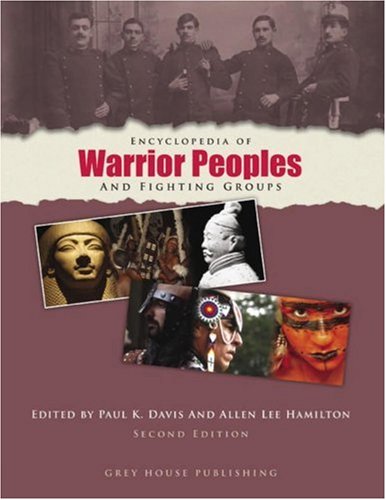 Encyclopedia of
Warrior Peoples
And Fighting Groups
Edited by Paul K. Davis And Allen Lee Hamilton
Second Edition
Grey House Publishing